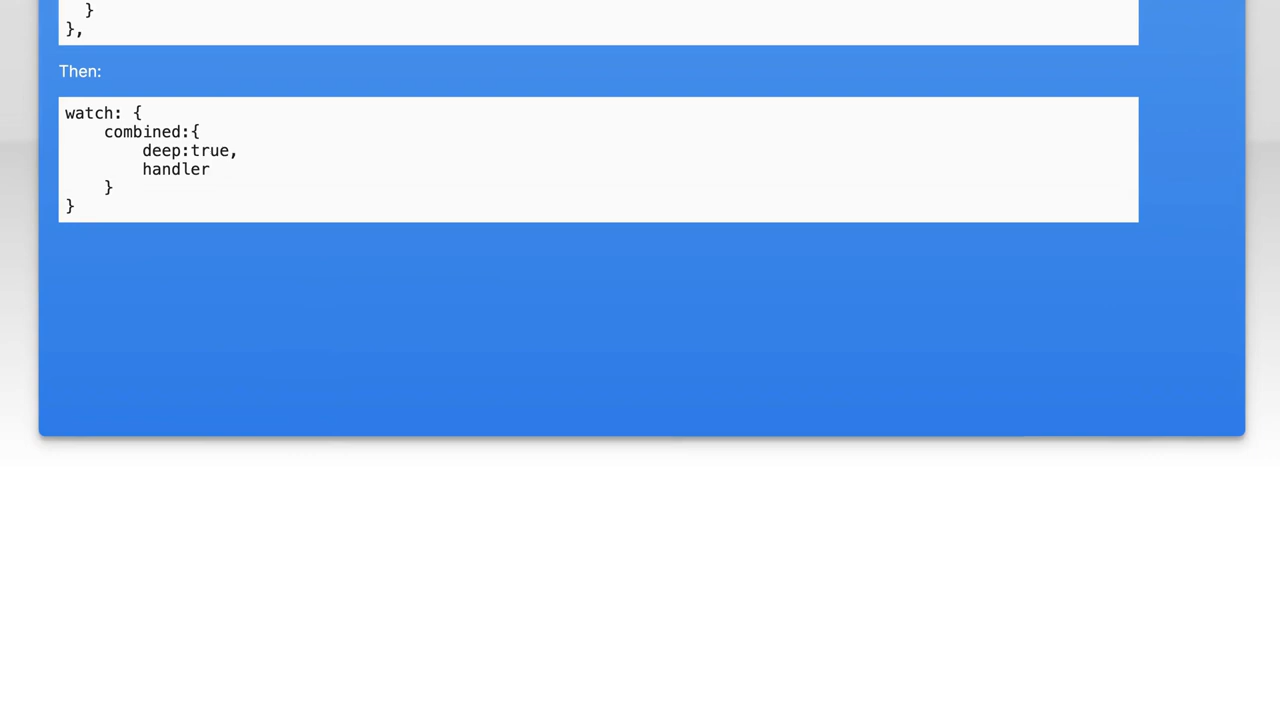 }
},
Then:
watch: {
    combined:{
        deep:true,
        handler
    }
}